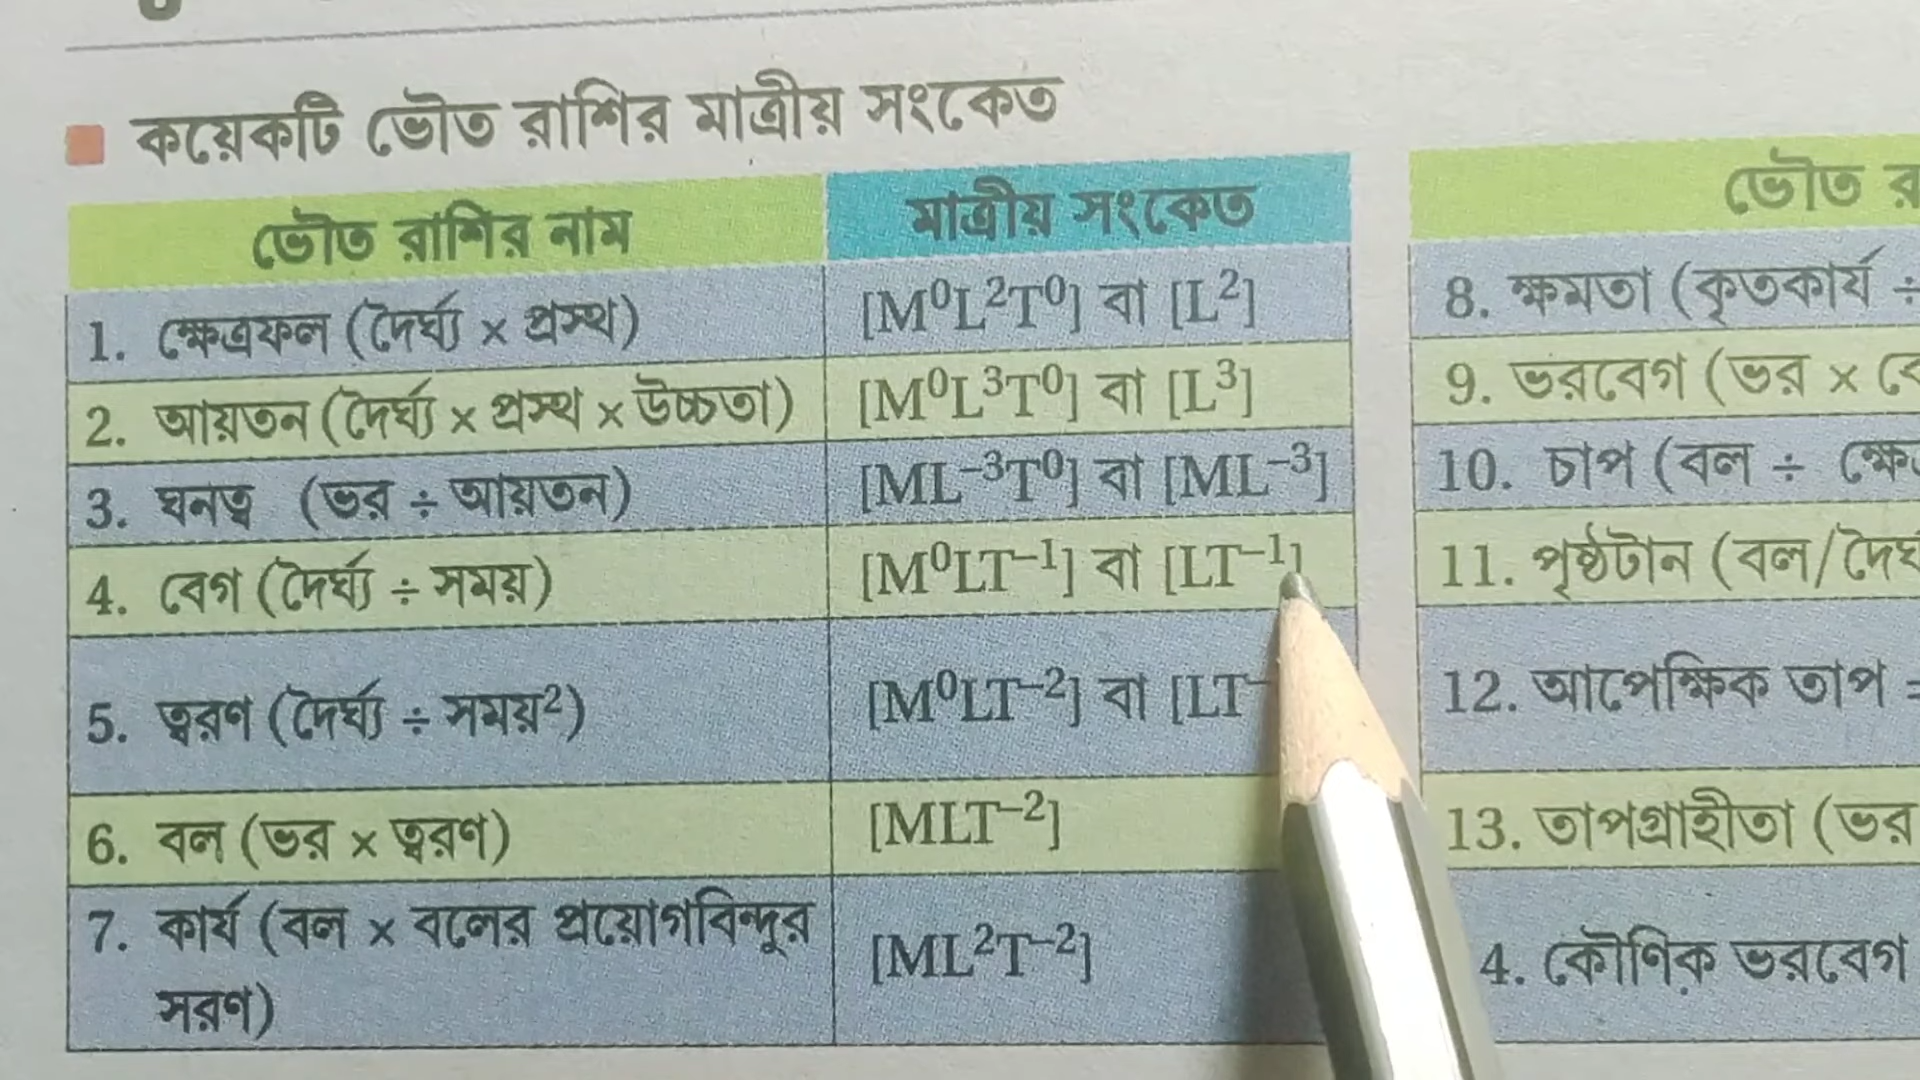 ■ কয়েকটি ভৌত রাশির মাত্রীয় সংকেত
ভৌত রাশির নাম মাত্রীয় সংকেত
1. ক্ষেত্রফল (দৈর্ঘ্য × প্রস্থ) [M⁰L²T⁰] বা [L²]
2. আয়তন (দৈর্ঘ্য × প্রস্থ × উচ্চতা) [M⁰L³T⁰] বা [L³]
3. ঘনত্ব (ভর ÷ আয়তন) [ML⁻³T⁰] বা [ML⁻³]
4. বেগ (দৈর্ঘ্য ÷ সময়) [M⁰LT⁻¹] বা [LT⁻¹]
5. ত্বরণ (দৈর্ঘ্য ÷ সময়²) [M⁰LT⁻²] বা [LT⁻
6. বল (ভর × ত্বরণ) [MLT⁻²]
7. কার্য (বল × বলের প্রয়োগবিন্দুর
সরণ) [ML²T⁻²]
ভৌত
8. ক্ষমতা (কৃতকার্য ÷
9. ভরবেগ (ভর ×
10. চাপ (বল ÷
11. পৃষ্ঠটান (বল/
12. আপেক্ষিক তাপ =
13. তাপগ্রাহীতা (ভর
4. কৌণিক ভরবেগ